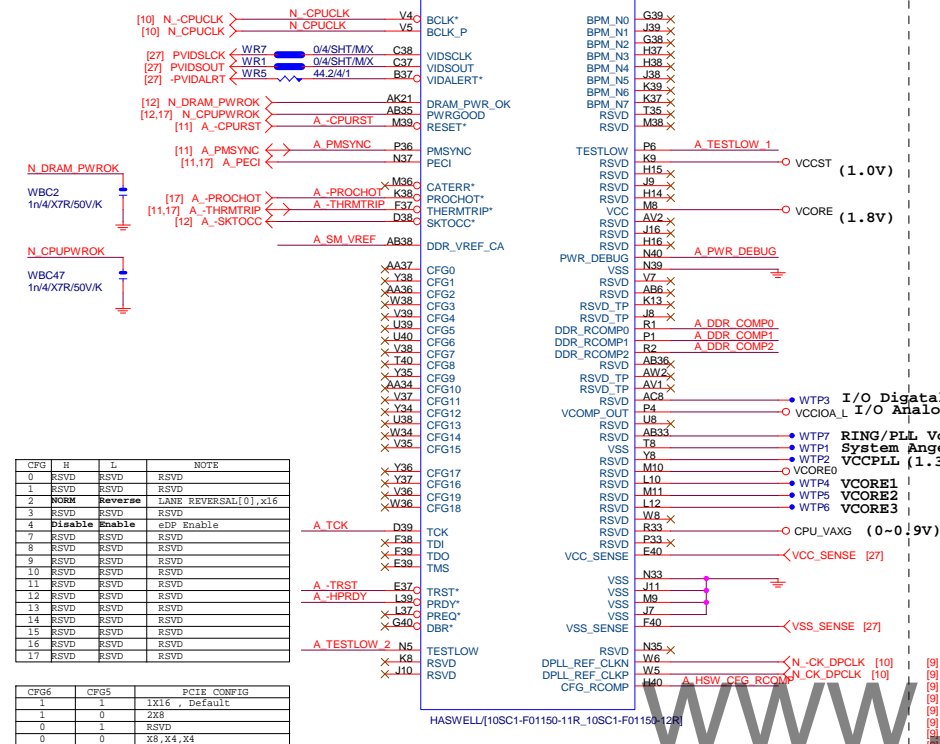 [10] N_-CPUCLK N_-CPUCLK V4 BCLK* BPM_N0 G39
[10] N_CPUCLK N_CPUCLK V5 BCLK_P BPM_N1 J39
BPM_N2 G38
[27] PVIDSLCK WR7 0/4/SHT/M/X C38 VIDSCLK BPM_N3 H37
[27] PVIDSOUT WR1 0/4/SHT/M/X C37 VIDSOUT BPM_N4 H38
[27] -PVIDALRT WR5 44.2/4/1 B37 VIDALERT* BPM_N5 J38
BPM_N6 K39
[12] N_DRAM_PWROK AK21 DRAM_PWR_OK BPM_N7 K37
[12,17] N_CPUPWROK AB35 PWRGOOD RSVD T35
[11] A_-CPURST A_-CPURST M39 RESET* RSVD M38
[11] A_PMSYNC A_PMSYNC P36 PMSYNC TESTLOW P6 A_TESTLOW_1
[11,17] A_PECI N37 PECI RSVD K9 VCCST (1.0V)
N_DRAM_PWROK RSVD H15
M36 CATERR* RSVD J9
[17] A_-PROCHOT A_-PROCHOT K38 PROCHOT* RSVD H14
WBC2
1n/4/X7R/50V/K
[11,17] A_-THRMTRIP A_-THRMTRIP F37 THERMTRIP* VCC M8 VCORE (1.8V)
[12] A_-SKTOCC D38 SKTOCC* RSVD AV2
RSVD J16
A_SM_VREF AB38 DDR_VREF_CA RSVD H16
N_CPUPWROK PWR_DEBUG N40 A_PWR_DEBUG
AA37 CFG0 VSS N39
WBC47
1n/4/X7R/50V/K
Y38 CFG1 RSVD V7
AA36 CFG2 RSVD AB6
W38 CFG3 RSVD_TP K13
V39 CFG4 RSVD_TP J8
U39 CFG5 DDR_RCOMP0 R1 A_DDR_COMP0
U40 CFG6 DDR_RCOMP1 P1 A_DDR_COMP1
V38 CFG7 DDR_RCOMP2 R2 A_DDR_COMP2
T40 CFG8 RSVD AB36
Y35 CFG9 RSVD_TP AW2
AA34 CFG10 RSVD_TP AV1
V37 CFG11 RSVD AC8 WTP3 I/O Digatal
Y34 CFG12 VCOMP_OUT P4 VCCIOA_L I/O Analo
U38 CFG13 RSVD U8
W34 CFG14 RSVD AB33 WTP7 RING/PLL Vo
V35 CFG15 VSS T8 WTP1 System Ange
RSVD Y8 WTP2 VCCPLL (1.3
Y36 CFG17 RSVD M10 VCORE0
Y37 CFG16 RSVD L10 WTP4 VCORE1
V36 CFG19 RSVD M11 WTP5 VCORE2
W36 CFG18 RSVD L12 WTP6 VCORE3
RSVD W8
A_TCK D39 TCK RSVD R33 CPU_VAXG (0~0.9V)
F38 TDI RSVD P33
F39 TDO VCC_SENSE E40 VCC_SENSE [27]
E39 TMS
VSS N33
A_-TRST E37 TRST* VSS J11
A_-HPRDY L39 PRDY* VSS M9
L37 PREQ* VSS J7
G40 DBR* VSS_SENSE F40 VSS_SENSE [27]
A_TESTLOW_2 N5 TESTLOW RSVD N35
K8 RSVD DPLL_REF_CLKN W6 N_-CK_DPCLK [10]
J10 RSVD DPLL_REF_CLKP W5 N_CK_DPCLK [10]
CFG_RCOMP H40 A_HSW_CFG_RCOMP
HASWELL/[10SC1-F01150-11R_10SC1-F01150-12R]
CFG H L NOTE
0 RSVD RSVD RSVD
1 RSVD RSVD RSVD
2 NORM Reverse LANE REVERSAL[0],x16
3 RSVD RSVD RSVD
4 Disable Enable eDP Enable
7 RSVD RSVD RSVD
8 RSVD RSVD RSVD
9 RSVD RSVD RSVD
10 RSVD RSVD RSVD
11 RSVD RSVD RSVD
12 RSVD RSVD RSVD
13 RSVD RSVD RSVD
14 RSVD RSVD RSVD
15 RSVD RSVD RSVD
16 RSVD RSVD RSVD
17 RSVD RSVD RSVD
CFG6 CFG5 PCIE CONFIG
1 1 1X16 , Default
1 0 2X8
0 1 RSVD
0 0 X8,X4,X4
[9]
[9]
[9]
[9]
[9]
[9]
[9]
www.